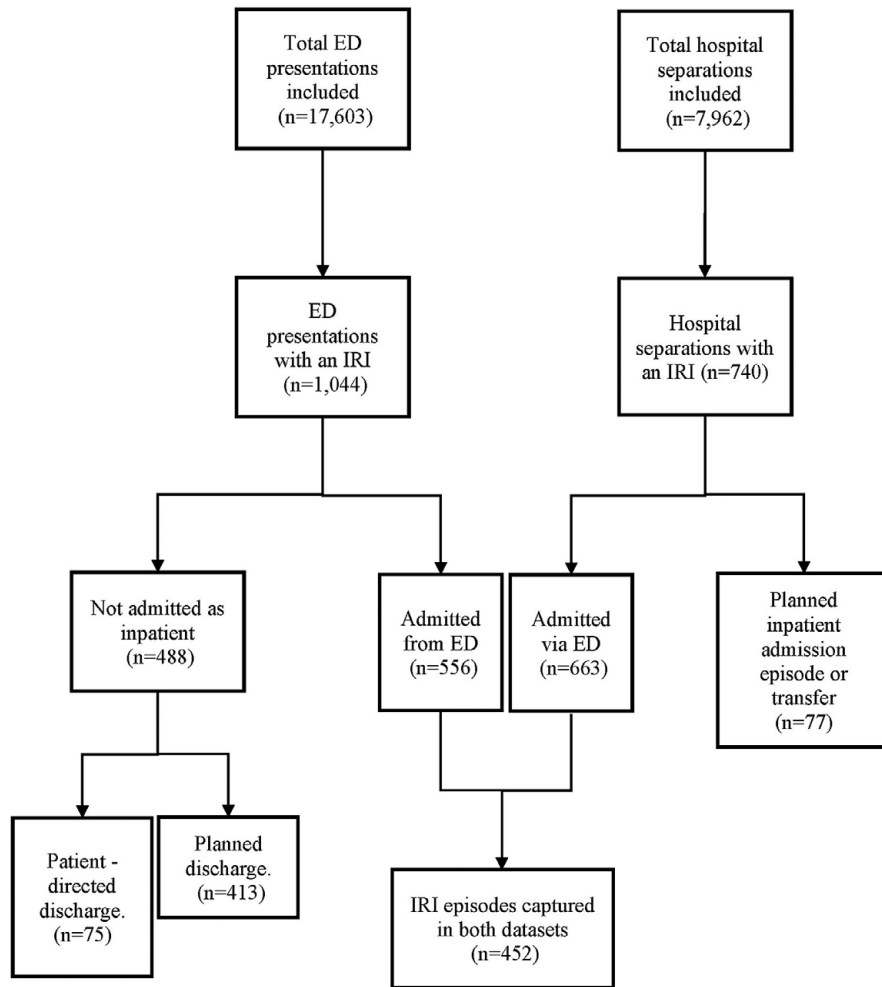 Total ED
presentations
included
(n=17,603)
Total hospital
separations
included
(n=7,962)
ED
presentations
with an IRI
(n=1,044)
Hospital
separations with
an IRI (n=740)
Not admitted as
inpatient
(n=488)
Admitted
from ED
(n=556)
Admitted
via ED
(n=663)
Planned
inpatient
admission
episode or
transfer
(n=77)
Patient -
directed
discharge.
(n=75)
Planned
discharge.
(n=413)
IRI episodes captured
in both datasets
(n=452)